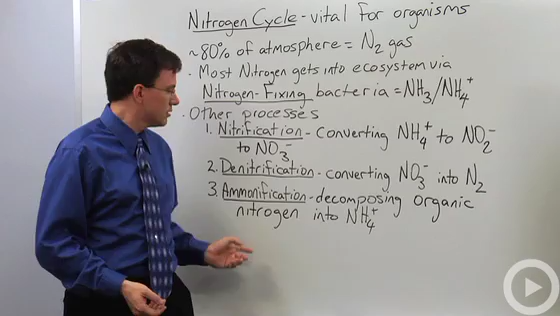 Nitrogen Cycle - vital for organisms
~80% of atmosphere = N₂ gas
· Most Nitrogen gets into ecosystem via
Nitrogen-Fixing bacteria = NH₃/NH₄⁺
· Other processes
1. Nitrification - converting NH₄⁺ to NO₂⁻
to NO₃⁻
2. Denitrification - converting NO₃⁻ into N₂
3. Ammonification - decomposing organic
nitrogen into NH₄⁺